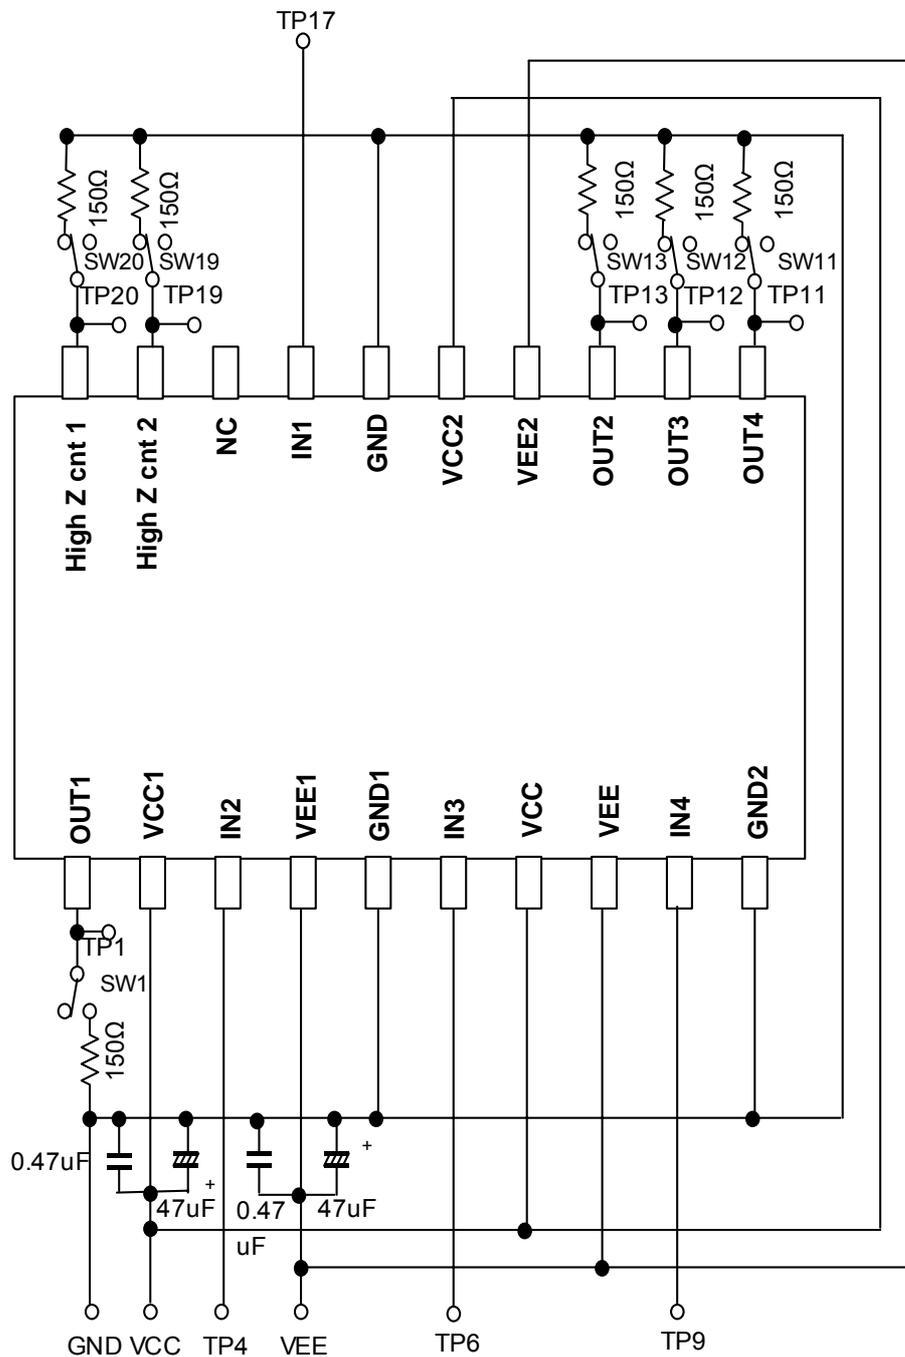 TP17
150Ω
150Ω
150Ω
150Ω
150Ω
SW20
SW19
SW13
SW12
SW11
TP20
TP19
TP13
TP12
TP11
High Z cnt 1
High Z cnt 2
NC
IN1
GND
VCC2
VEE2
OUT2
OUT3
OUT4
OUT1
VCC1
IN2
VEE1
GND1
IN3
VCC
VEE
IN4
GND2
TP1
SW1
150Ω
0.47uF
+
47uF
0.47
uF
+
47uF
GND
VCC
TP4
VEE
TP6
TP9